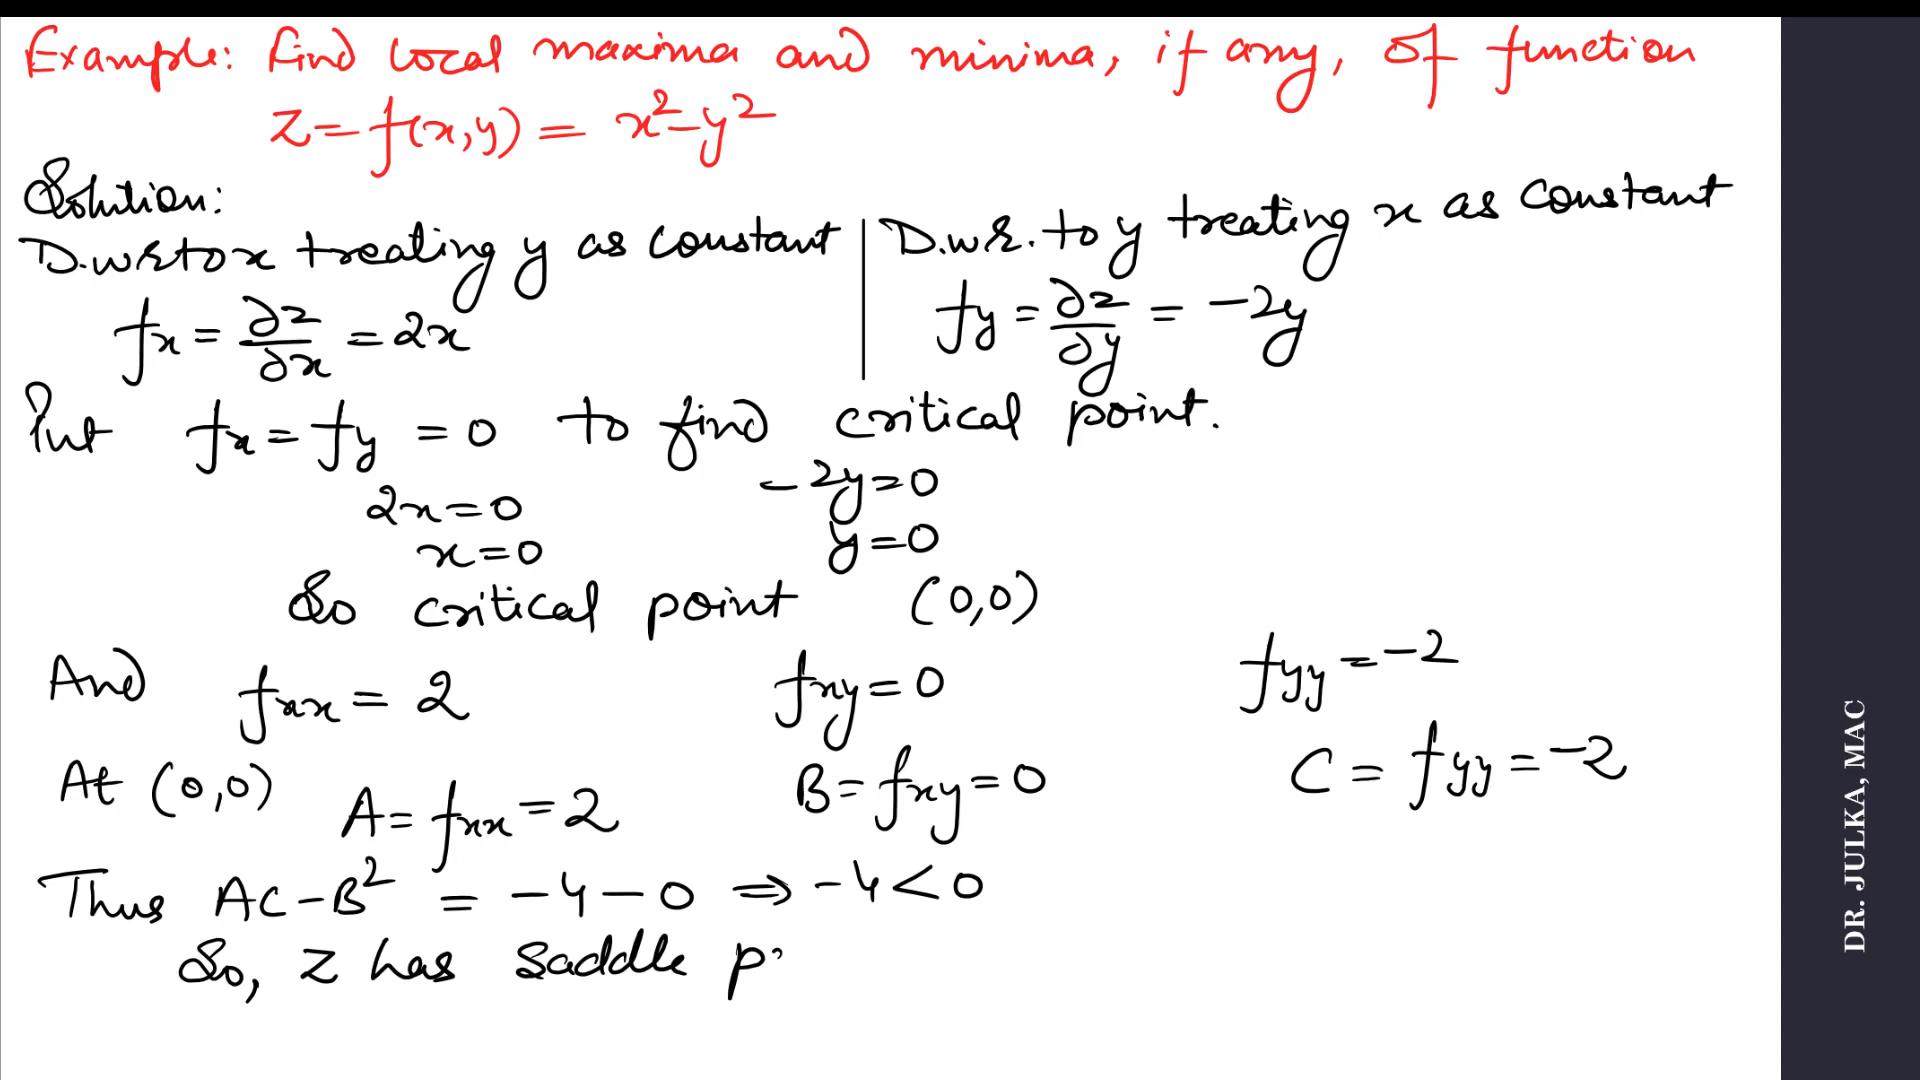 Example: Find local maxima and minima, if any, of function
z = f(x,y) = x²-y²
Solution:
D.wrto x treating y as constant
fx = ∂z/∂x = 2x
D.w.r. to y treating x as constant
fy = ∂z/∂y = -2y
Put fx = fy = 0 to find critical point.
2x=0
x=0
-2y=0
y=0
So critical point (0,0)
And fxx = 2 fxy = 0 fyy = -2
At (0,0) A = fxx = 2 B = fxy = 0 C = fyy = -2
Thus AC-B² = -4-0 ⇒ -4<0
So, z has saddle p
DR. JULKA, MAC